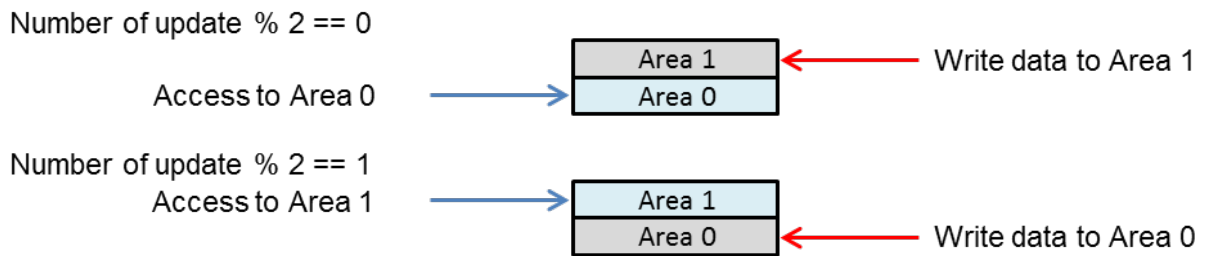 Number of update % 2 == 0
Area 1
Write data to Area 1
Access to Area 0
Area 0
Number of update % 2 == 1
Access to Area 1
Area 1
Area 0
Write data to Area 0